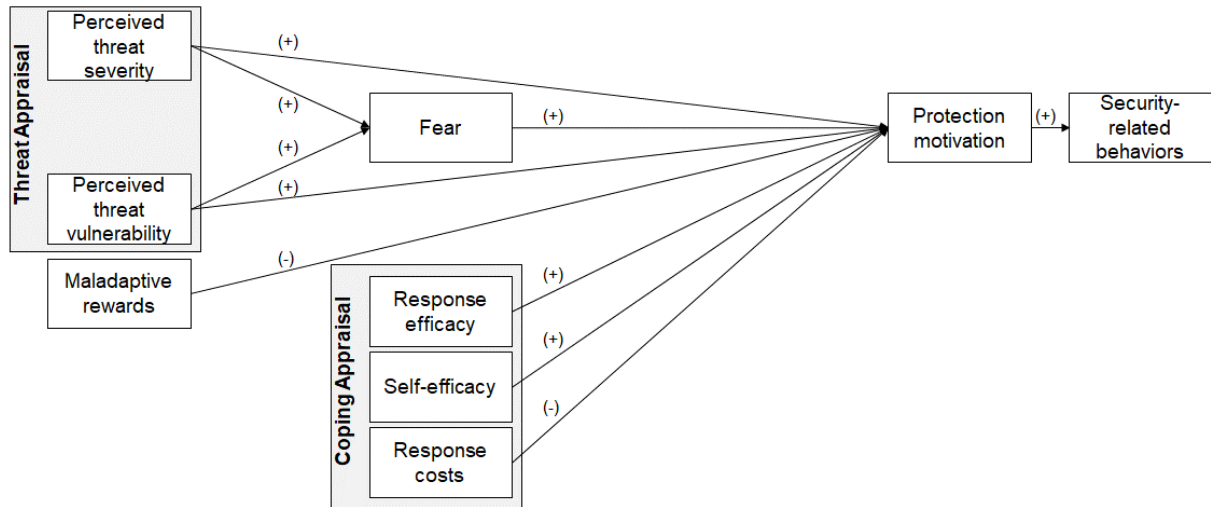 Threat Appraisal
Perceived
threat
severity
(+)
(+)
(+)
(+)
Perceived
threat
vulnerability
Fear
(+)
Protection
motivation
(+)
Security-
related
behaviors
Maladaptive
rewards
(-)
Coping Appraisal
Response
efficacy
(+)
Self-efficacy
(+)
Response
costs
(-)